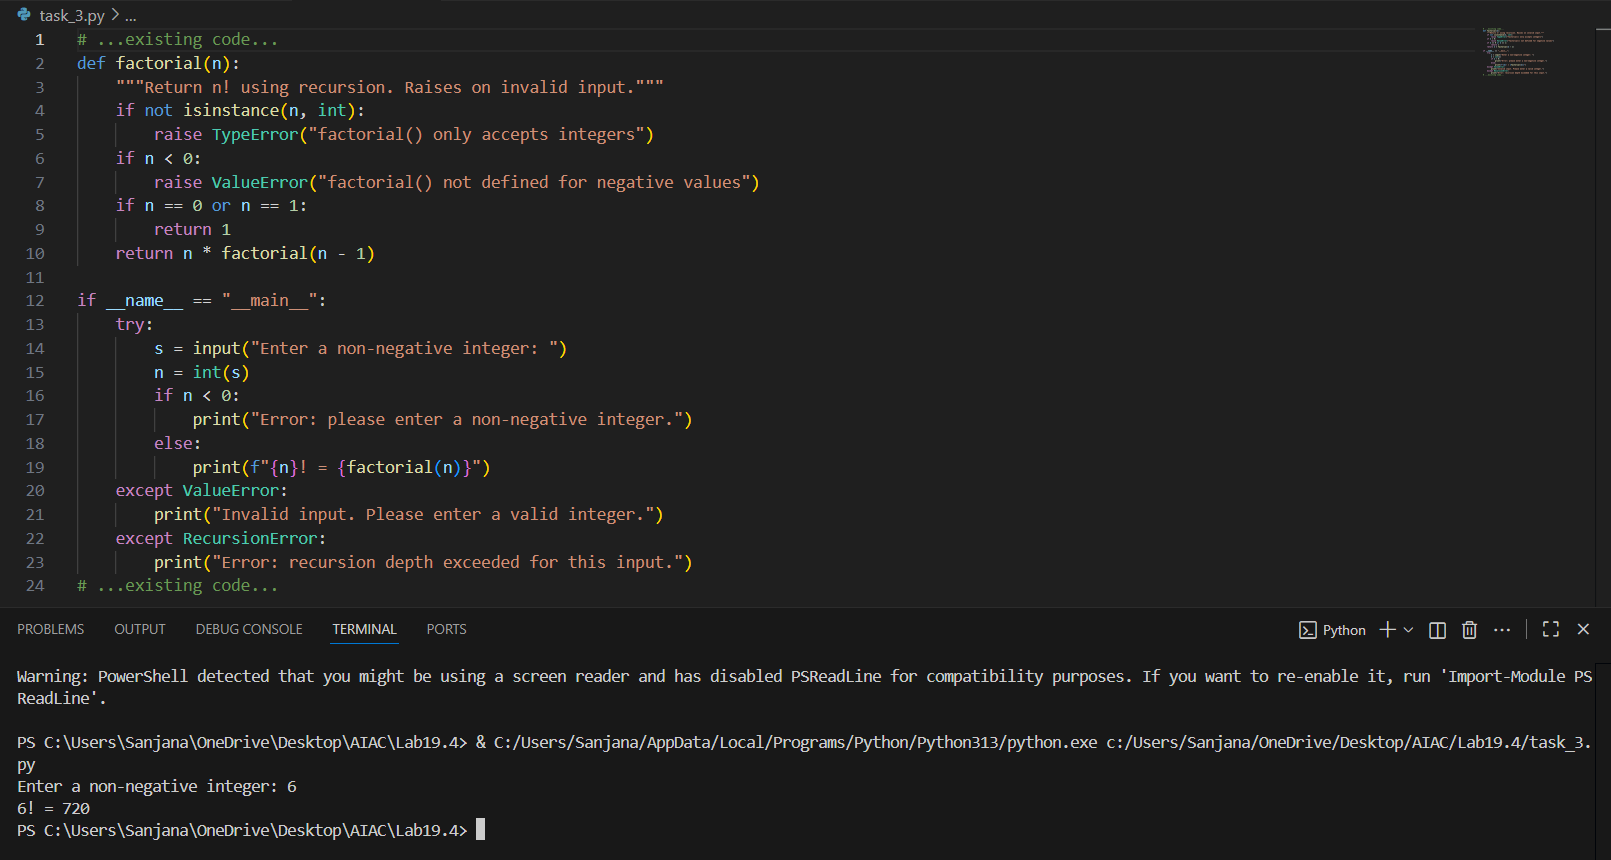 task_3.py > ...
1 # ...existing code...
2 def factorial(n):
3 """Return n! using recursion. Raises on invalid input."""
4 if not isinstance(n, int):
5 raise TypeError("factorial() only accepts integers")
6 if n < 0:
7 raise ValueError("factorial() not defined for negative values")
8 if n == 0 or n == 1:
9 return 1
10 return n * factorial(n - 1)
11
12 if __name__ == "__main__":
13 try:
14 s = input("Enter a non-negative integer: ")
15 n = int(s)
16 if n < 0:
17 print("Error: please enter a non-negative integer.")
18 else:
19 print(f"{n}! = {factorial(n)}")
20 except ValueError:
21 print("Invalid input. Please enter a valid integer.")
22 except RecursionError:
23 print("Error: recursion depth exceeded for this input.")
24 # ...existing code...
PROBLEMS OUTPUT DEBUG CONSOLE TERMINAL PORTS Python
Warning: PowerShell detected that you might be using a screen reader and has disabled PSReadLine for compatibility purposes. If you want to re-enable it, run 'Import-Module PS
ReadLine'.
PS C:\Users\Sanjana\OneDrive\Desktop\AIAC\Lab19.4> & C:/Users/Sanjana/AppData/Local/Programs/Python/Python313/python.exe c:/Users/Sanjana/OneDrive/Desktop/AIAC/Lab19.4/task_3.
py
Enter a non-negative integer: 6
6! = 720
PS C:\Users\Sanjana\OneDrive\Desktop\AIAC\Lab19.4>